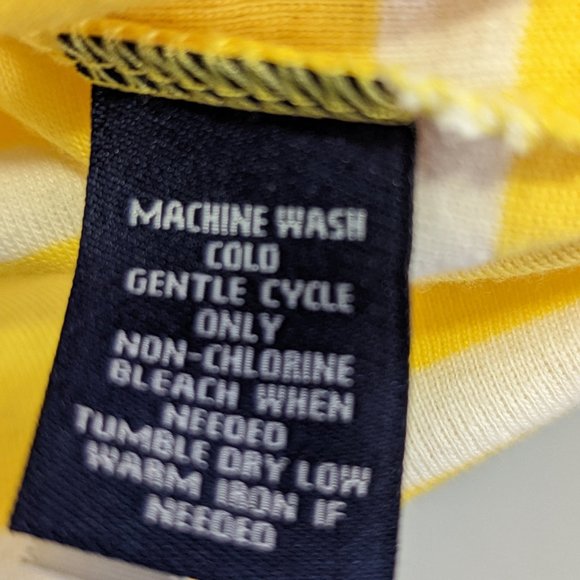 MACHINE WASH
COLD
GENTLE CYCLE
ONLY
NON-CHLORINE
BLEACH WHEN
NEEDED
TUMBLE DRY LOW
WARM IRON IF
NEEDED